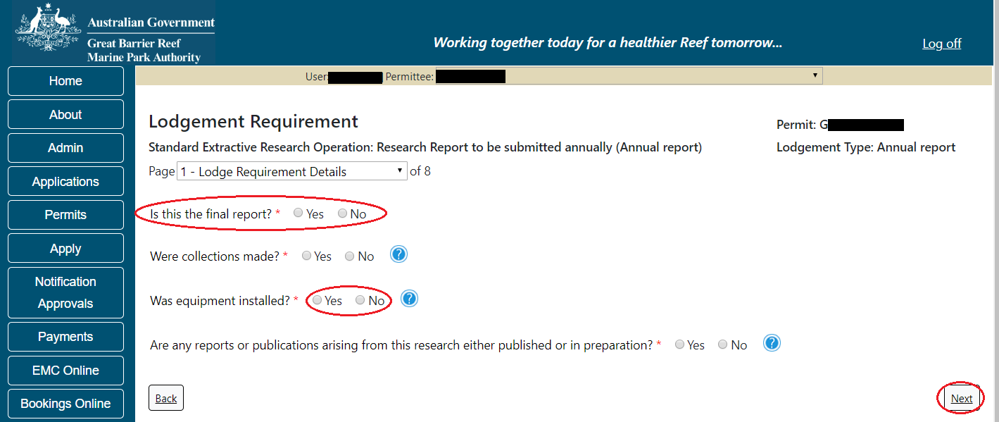 Australian Government
Great Barrier Reef
Marine Park Authority
Working together today for a healthier Reef tomorrow...
Log off
Home
About
Admin
Applications
Permits
Apply
Notification
Approvals
Payments
EMC Online
Bookings Online
User: Permittee:
Lodgement Requirement
Permit: G
Standard Extractive Research Operation: Research Report to be submitted annually (Annual report)
Lodgement Type: Annual report
Page 1 - Lodge Requirement Details of 8
Is this the final report? * Yes No
Were collections made? * Yes No ?
Was equipment installed? * Yes No ?
Are any reports or publications arising from this research either published or in preparation? * Yes No ?
Back
Next